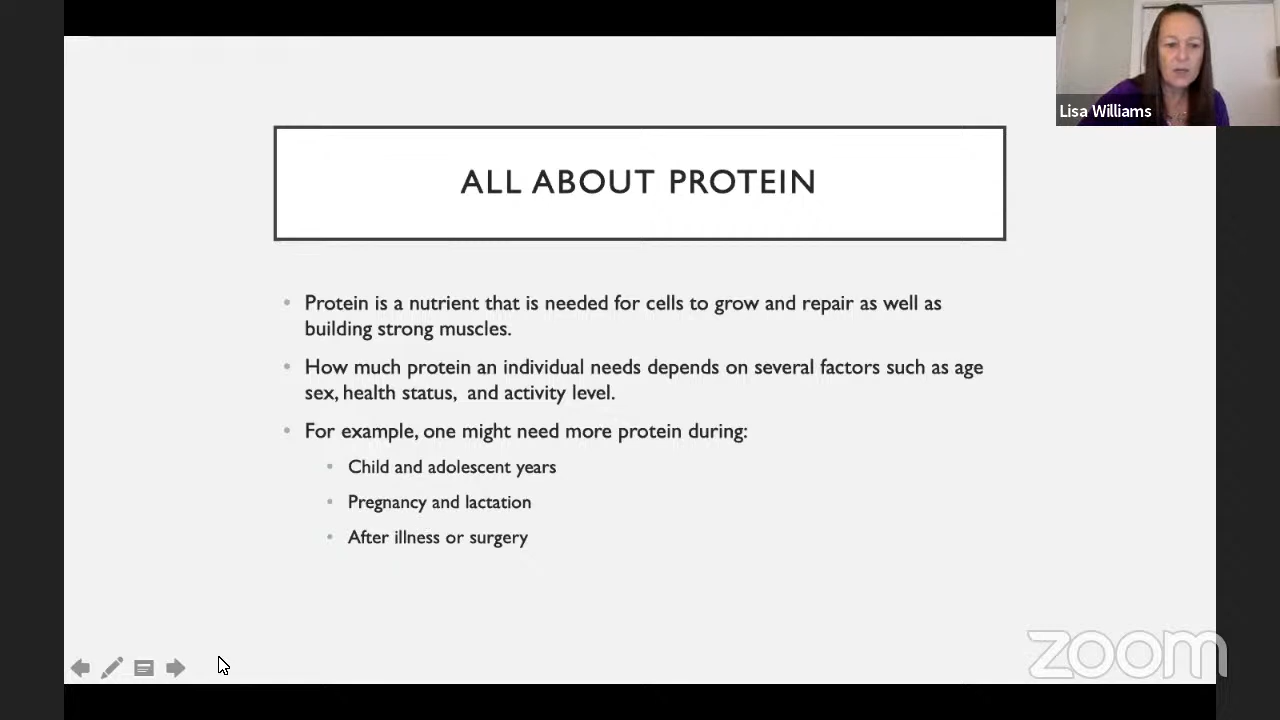 Lisa Williams
ALL ABOUT PROTEIN
Protein is a nutrient that is needed for cells to grow and repair as well as
building strong muscles.
How much protein an individual needs depends on several factors such as age
sex, health status,  and activity level.
For example, one might need more protein during:
Child and adolescent years
Pregnancy and lactation
After illness or surgery
zoom